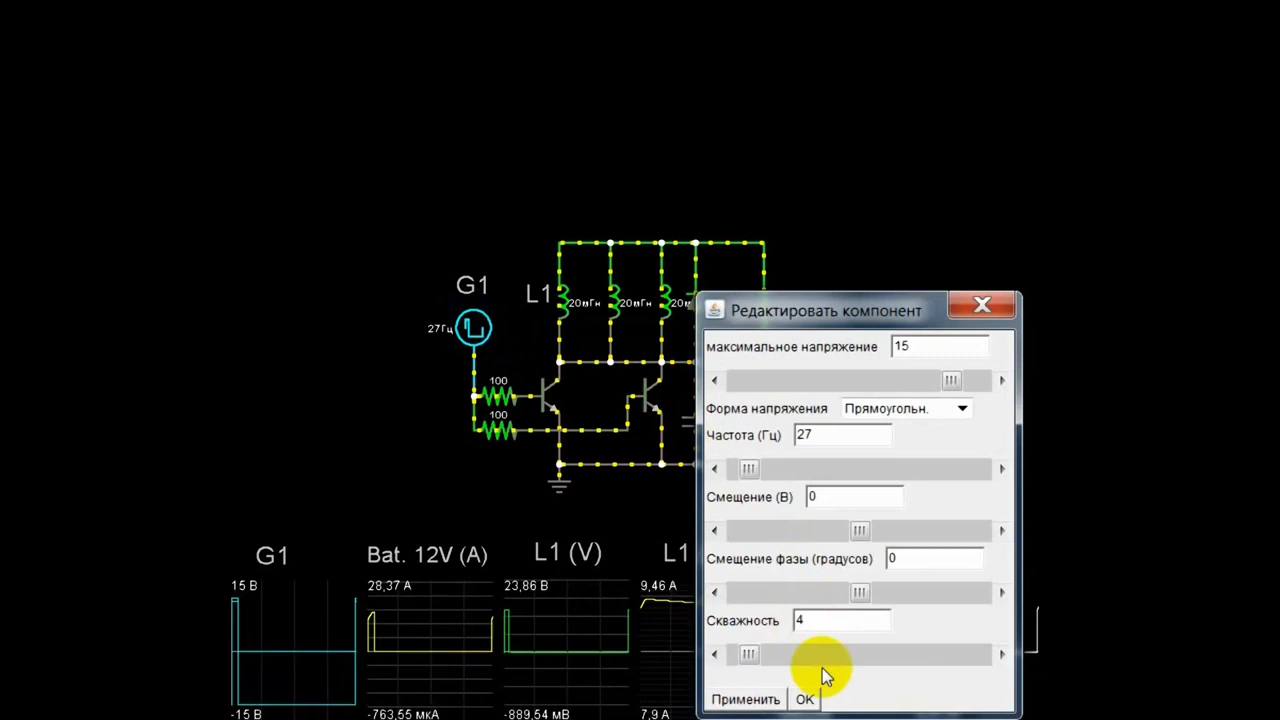 G1
L1
20мГн
20мГн
20м
27Гц
100
100
Редактировать компонент
максимальное напряжение 15
Форма напряжения Прямоугольн.
Частота (Гц) 27
Смещение (В) 0
Смещение фазы (градусов) 0
Скважность 4
Применить OK
G1
Bat. 12V (A)
L1 (V)
L1
15 В
28,37 А
23,86 В
9,46 А
-15 В
-763,55 мкА
-889,54 мВ
7,9 А